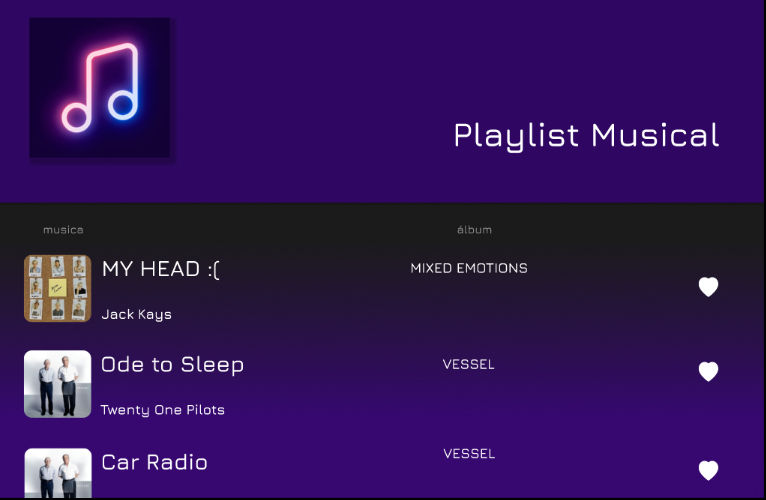 Playlist Musical
musica álbum
MY HEAD :( MIXED EMOTIONS
Jack Kays
Ode to Sleep VESSEL
Twenty One Pilots
Car Radio VESSEL